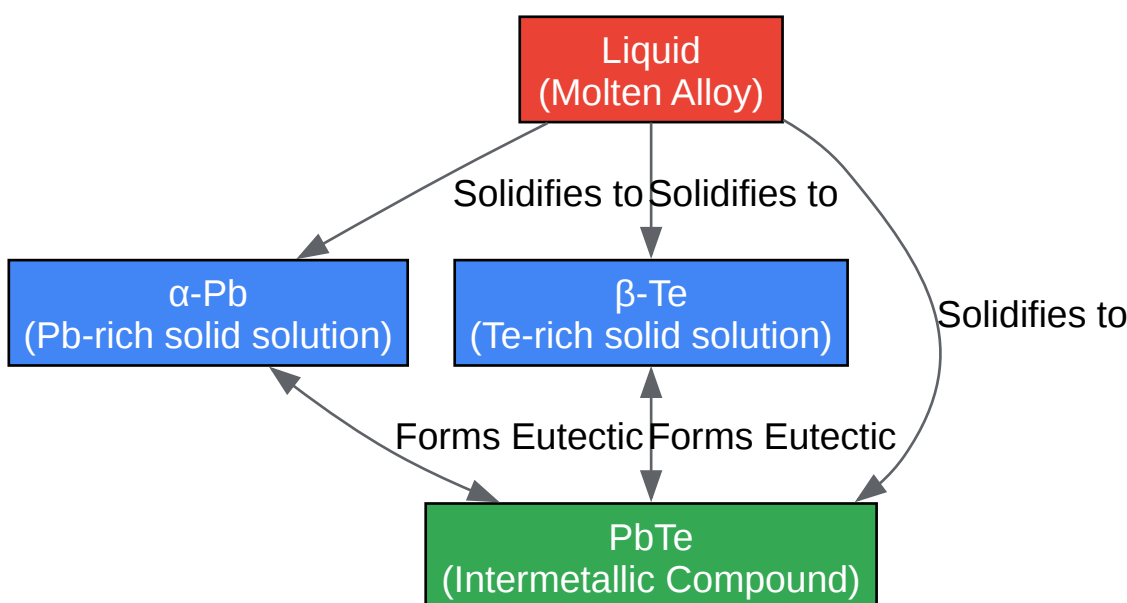 Liquid
(Molten Alloy)
Solidifies to
Solidifies to
α-Pb
(Pb-rich solid solution)
β-Te
(Te-rich solid solution)
Solidifies to
Forms Eutectic
Forms Eutectic
PbTe
(Intermetallic Compound)